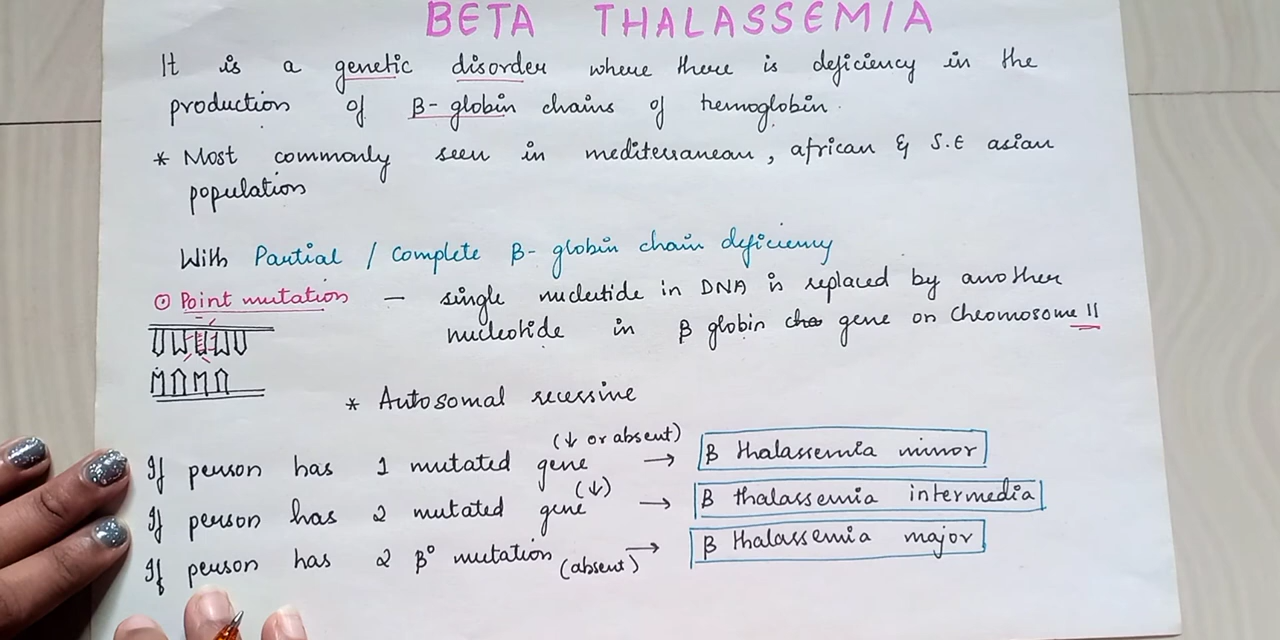 BETA THALASSEMIA
It is a genetic disorder where there is deficiency in the
production of β-globin chains of hemoglobin.
* Most commonly seen in mediterranean, african & S.E asian
population
With Partial / Complete β-globin chain deficiency
⊙ Point mutation — single nucleutide in DNA is replaced by another
nucleotide in β globin cha gene on Chromosome 11
* Autosomal recessive
(↓ or absent)
If person has 1 mutated gene → β thalassemia minor
(↓)
If person has 2 mutated gene → β thalassemia intermedia
If person has 2 β° mutation (absent) → β thalassemia major